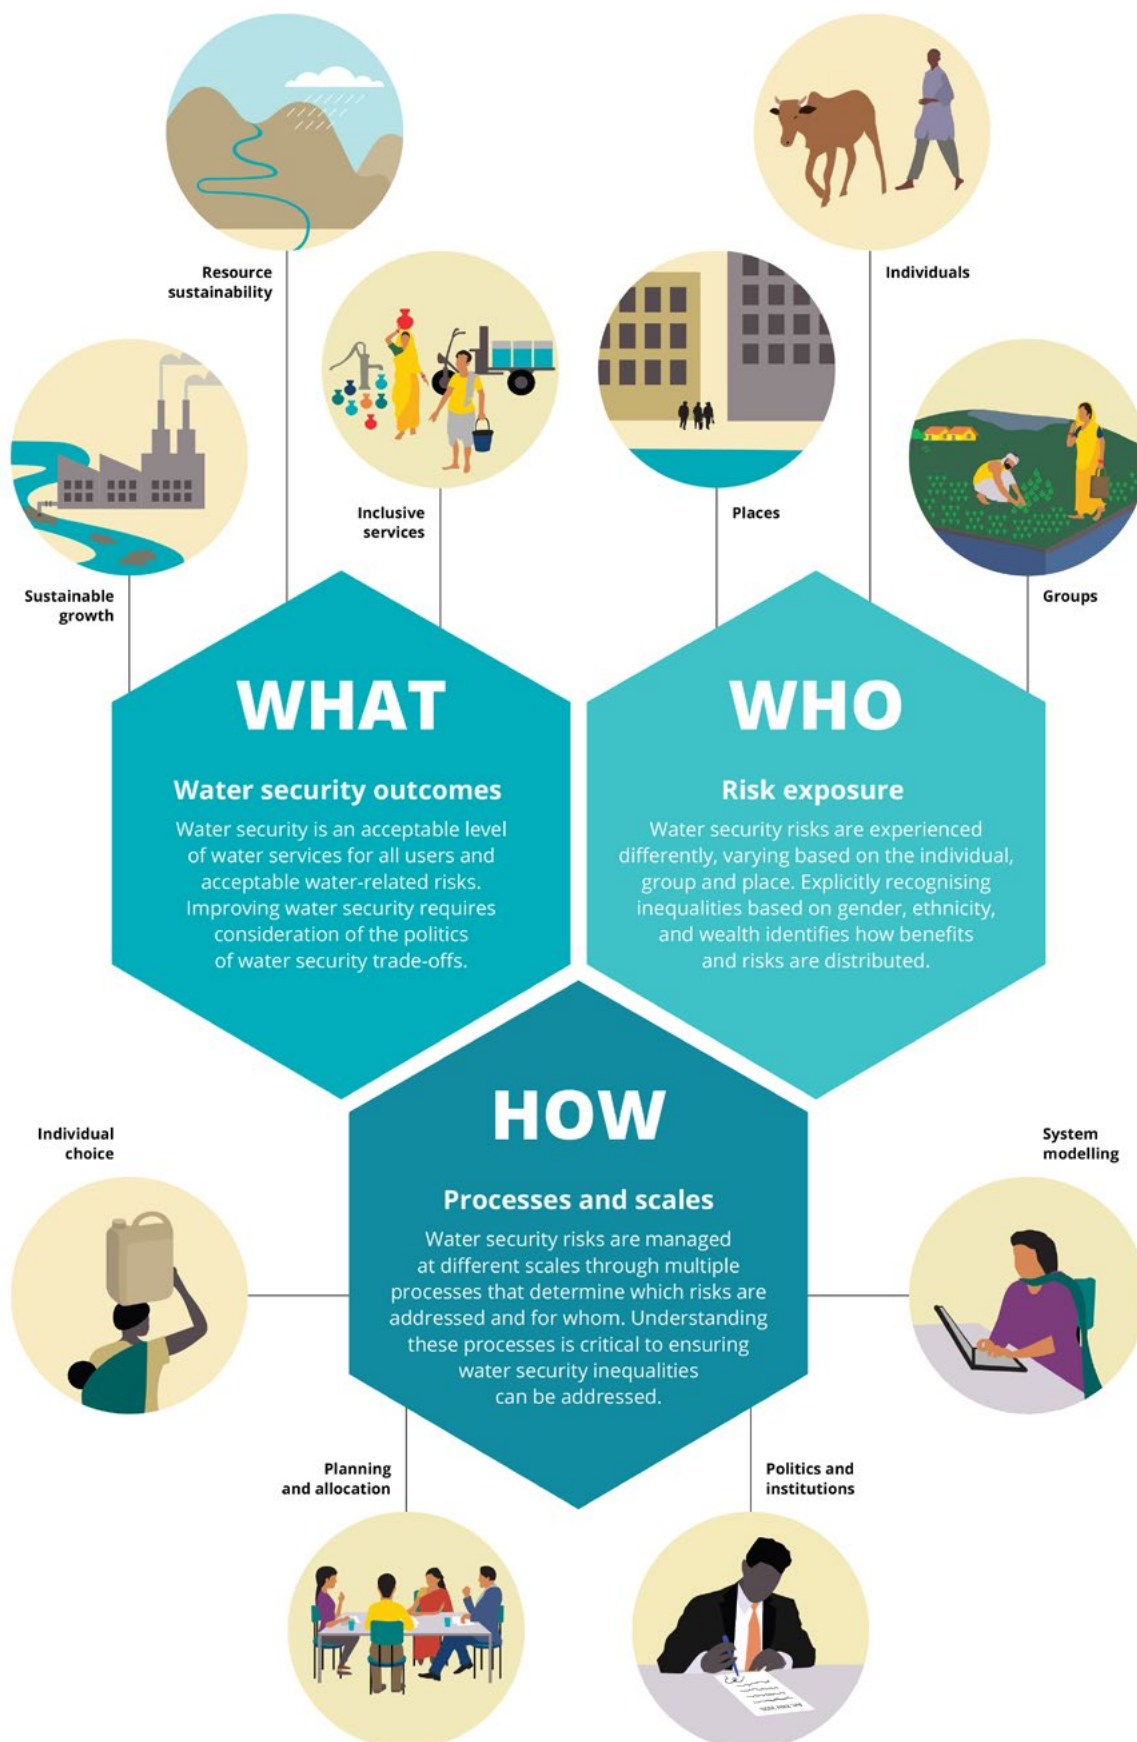 Resource
sustainability
Individuals
Inclusive
services
Places
Sustainable
growth
Groups
WHAT
Water security outcomes
Water security is an acceptable level
of water services for all users and
acceptable water-related risks.
Improving water security requires
consideration of the politics
of water security trade-offs.
WHO
Risk exposure
Water security risks are experienced
differently, varying based on the individual,
group and place. Explicitly recognising
inequalities based on gender, ethnicity,
and wealth identifies how benefits
and risks are distributed.
HOW
Processes and scales
Water security risks are managed
at different scales through multiple
processes that determine which risks are
addressed and for whom. Understanding
these processes is critical to ensuring
water security inequalities
can be addressed.
Individual
choice
System
modelling
Planning
and allocation
Politics and
institutions